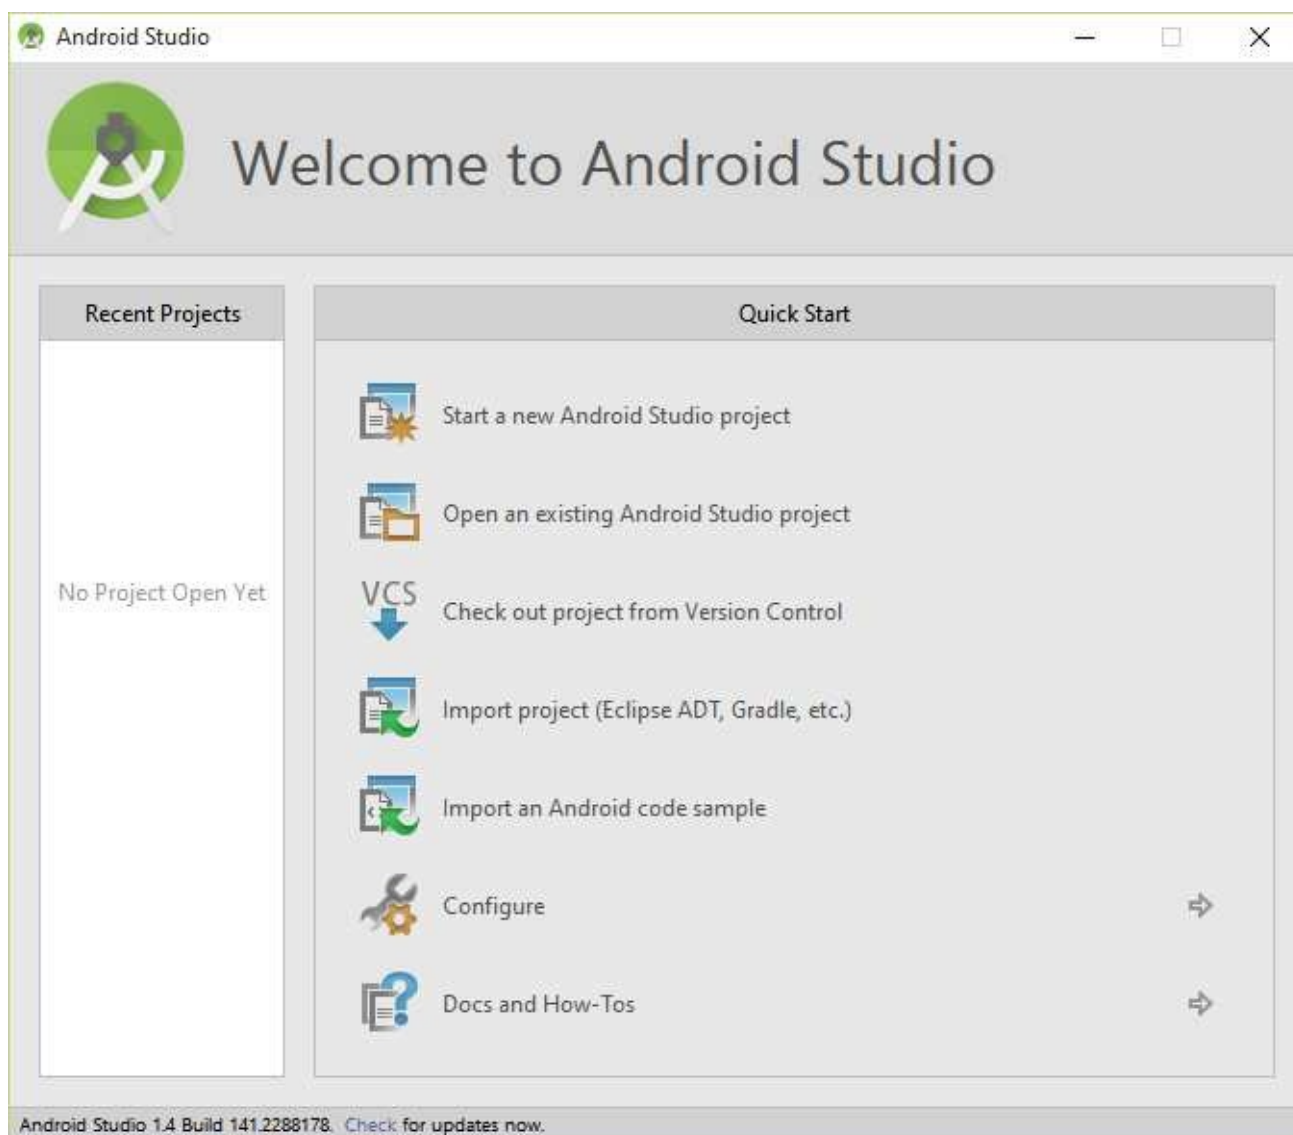 Android Studio
Welcome to Android Studio
Recent Projects
No Project Open Yet
Quick Start
Start a new Android Studio project
Open an existing Android Studio project
VCS
Check out project from Version Control
Import project (Eclipse ADT, Gradle, etc.)
Import an Android code sample
Configure
Docs and How-Tos
Android Studio 1.4 Build 141.2288178. Check for updates now.